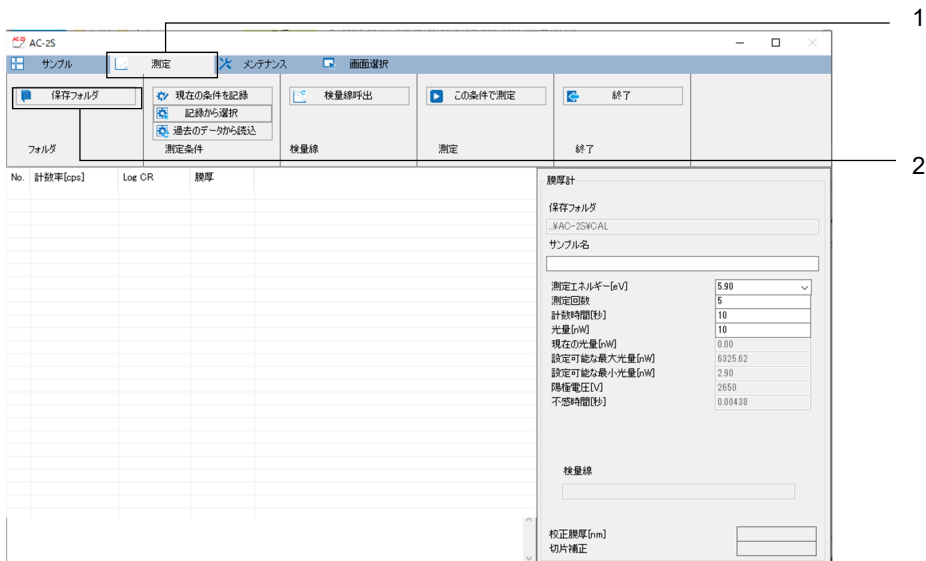 1
AC-2S
サンプル 測定 メンテナンス 画面選択
保存フォルダ 現在の条件を記録 検量線呼出 この条件で測定 終了
記録から選択
過去のデータから読込
フォルダ 測定条件 検量線 測定 終了
2
No. 計数率[cps] Log CR 膜厚
膜厚計
保存フォルダ
..¥AC-2S¥CAL
サンプル名
測定エネルギー[eV] 5.90
測定回数 5
計数時間[秒] 10
光量[nW] 10
現在の光量[nW] 0.00
設定可能な最大光量[nW] 6325.62
設定可能な最小光量[nW] 2.90
陽極電圧[V] 2650
不感時間[秒] 0.00438
検量線
校正膜厚[nm]
切片補正